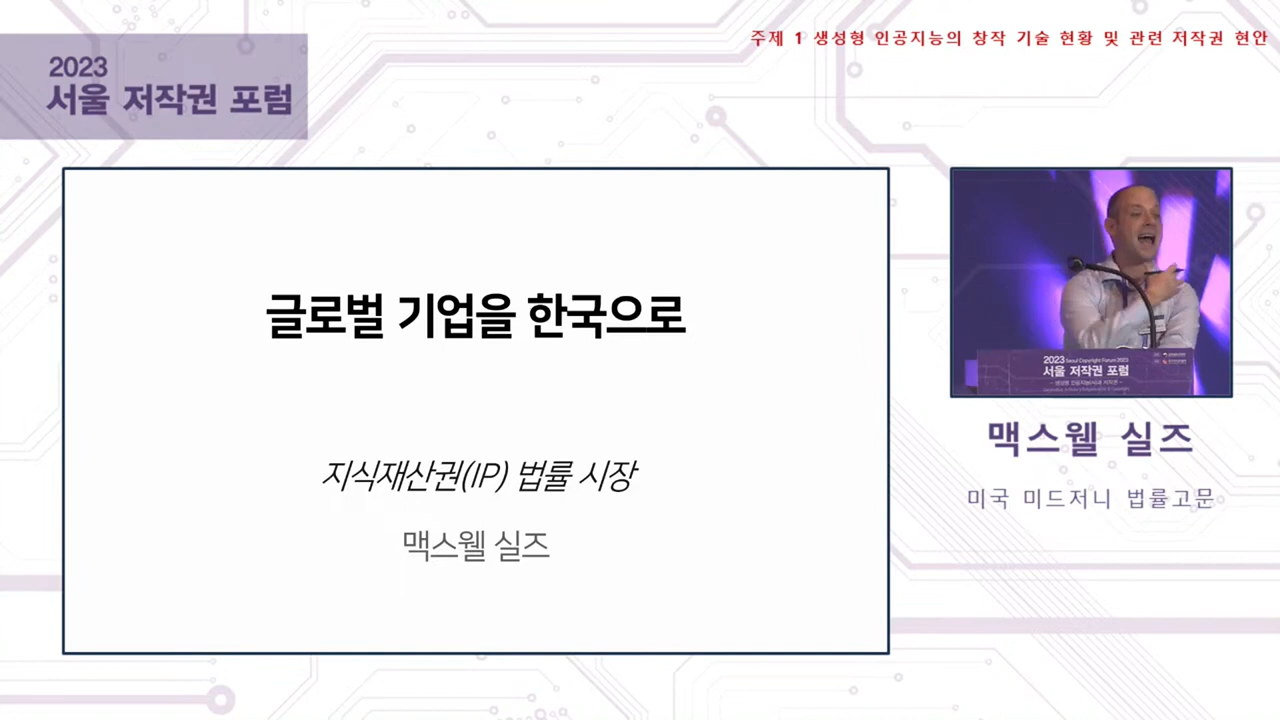 주제 1 생성형 인공지능의 창작 기술 현황 및 관련 저작권 현안
2023
서울 저작권 포럼
글로벌 기업을 한국으로
지식재산권(IP) 법률 시장
맥스웰 실즈
2023 Seoul Copyright Forum 2023
서울 저작권 포럼
맥스웰 실즈
미국 미드저니 법률고문